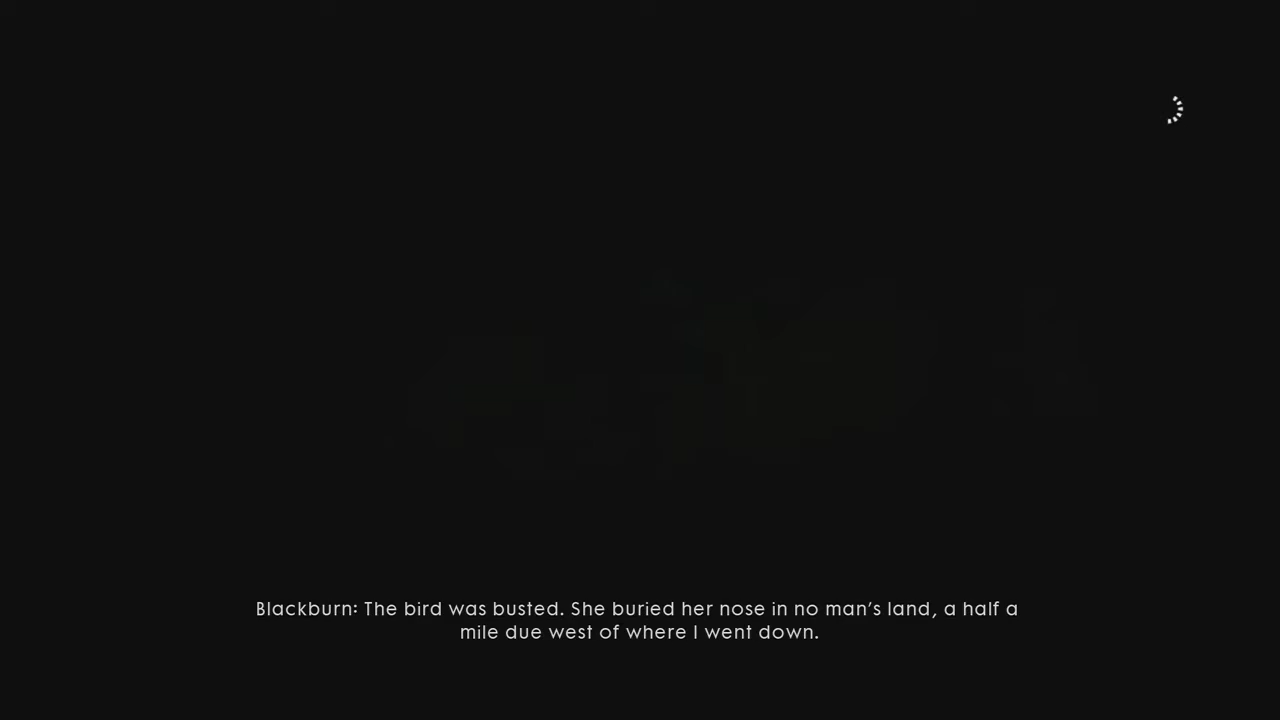 Blackburn: The bird was busted. She buried her nose in no man's land, a half a
mile due west of where I went down.